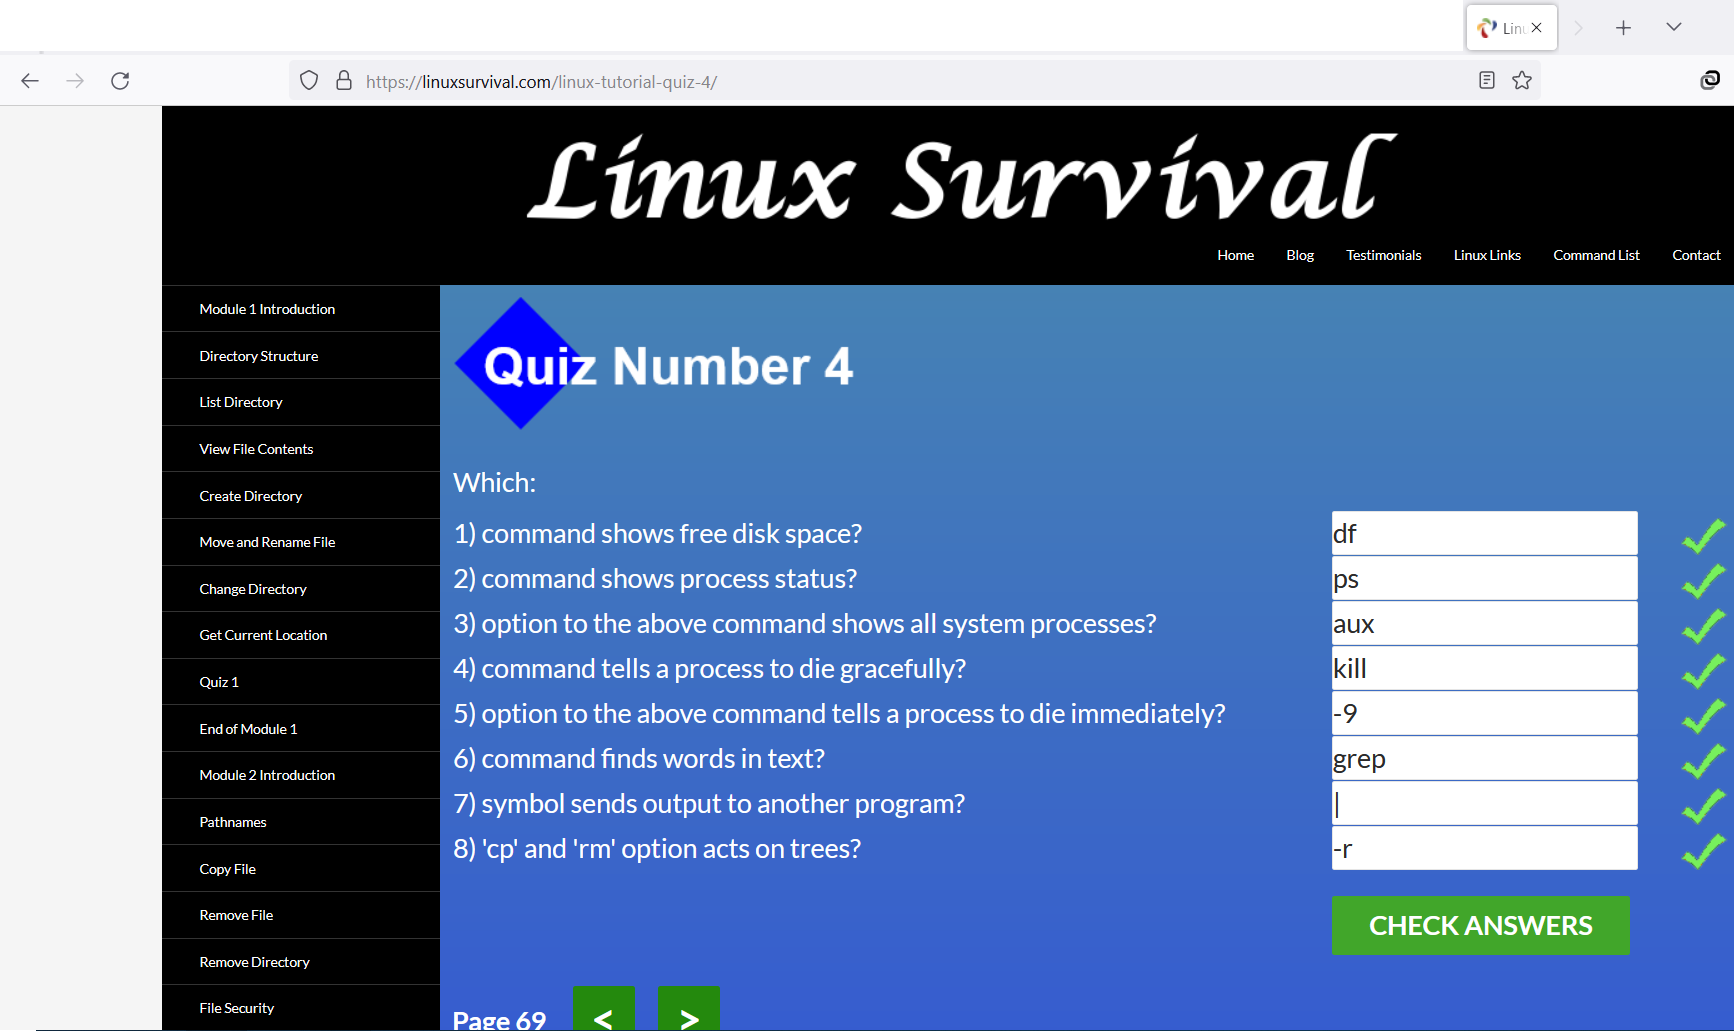 Lin
https://linuxsurvival.com/linux-tutorial-quiz-4/
Linux Survival
Home Blog Testimonials Linux Links Command List Contact
Module 1 Introduction
Directory Structure
List Directory
View File Contents
Create Directory
Move and Rename File
Change Directory
Get Current Location
Quiz 1
End of Module 1
Module 2 Introduction
Pathnames
Copy File
Remove File
Remove Directory
File Security
Quiz Number 4
Which:
1) command shows free disk space? df
2) command shows process status? ps
3) option to the above command shows all system processes? aux
4) command tells a process to die gracefully? kill
5) option to the above command tells a process to die immediately? -9
6) command finds words in text? grep
7) symbol sends output to another program? |
8) 'cp' and 'rm' option acts on trees? -r
CHECK ANSWERS
Page 69 < >